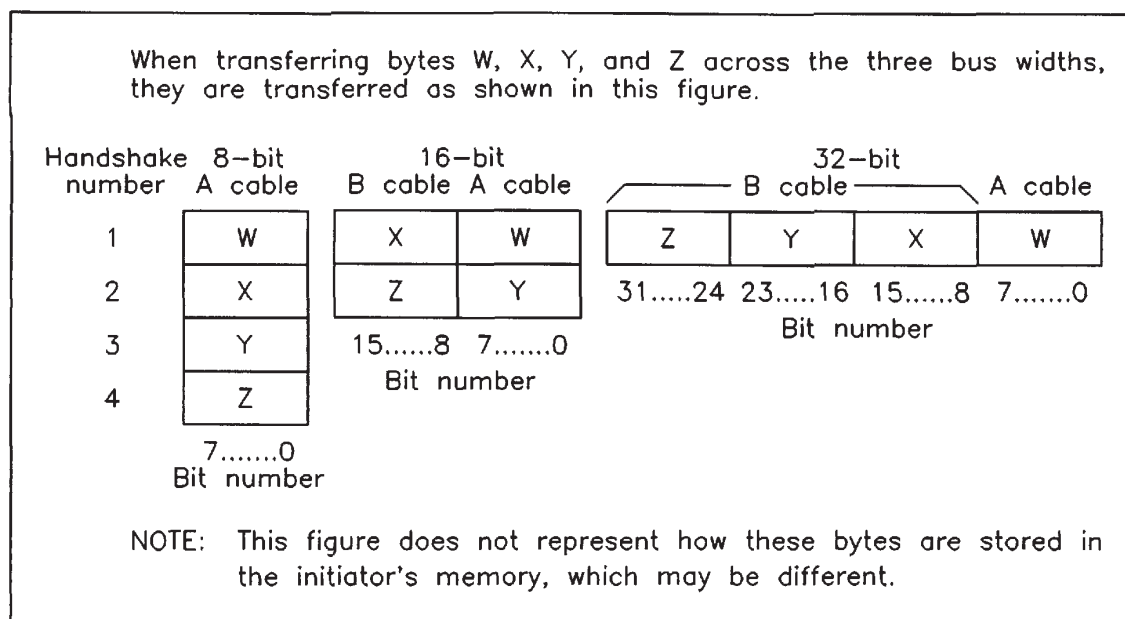 When transferring bytes W, X, Y, and Z across the three bus widths,
they are transferred as shown in this figure.
Handshake 8-bit 16-bit 32-bit
number A cable B cable A cable B cable A cable
1 W X W Z Y X W
2 X Z Y 31.....24 23.....16 15......8 7.......0
3 Y 15......8 7.......0 Bit number
4 Z Bit number
7.......0
Bit number
NOTE: This figure does not represent how these bytes are stored in
the initiator's memory, which may be different.